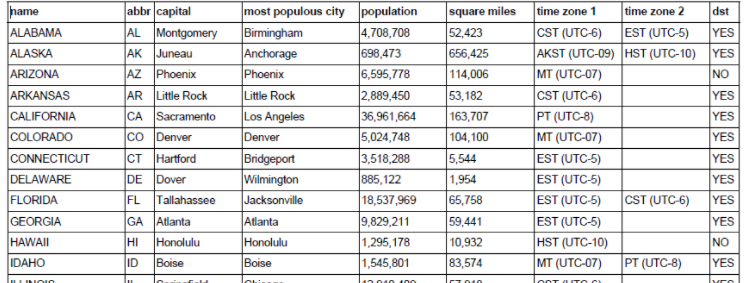 name abbr capital most populous city population square miles time zone 1 time zone 2 dst
ALABAMA AL Montgomery Birmingham 4,708,708 52,423 CST (UTC-6) EST (UTC-5) YES
ALASKA AK Juneau Anchorage 698,473 656,425 AKST (UTC-09) HST (UTC-10) YES
ARIZONA AZ Phoenix Phoenix 6,595,778 114,006 MT (UTC-07) NO
ARKANSAS AR Little Rock Little Rock 2,889,450 53,182 CST (UTC-6) YES
CALIFORNIA CA Sacramento Los Angeles 36,961,664 163,707 PT (UTC-8) YES
COLORADO CO Denver Denver 5,024,748 104,100 MT (UTC-07) YES
CONNECTICUT CT Hartford Bridgeport 3,518,288 5,544 EST (UTC-5) YES
DELAWARE DE Dover Wilmington 885,122 1,954 EST (UTC-5) YES
FLORIDA FL Tallahassee Jacksonville 18,537,969 65,758 EST (UTC-5) CST (UTC-6) YES
GEORGIA GA Atlanta Atlanta 9,829,211 59,441 EST (UTC-5) YES
HAWAII HI Honolulu Honolulu 1,295,178 10,932 HST (UTC-10) NO
IDAHO ID Boise Boise 1,545,801 83,574 MT (UTC-07) PT (UTC-8) YES
ILLINOIS IL Springfield Chicago CST (UTC-6) YES